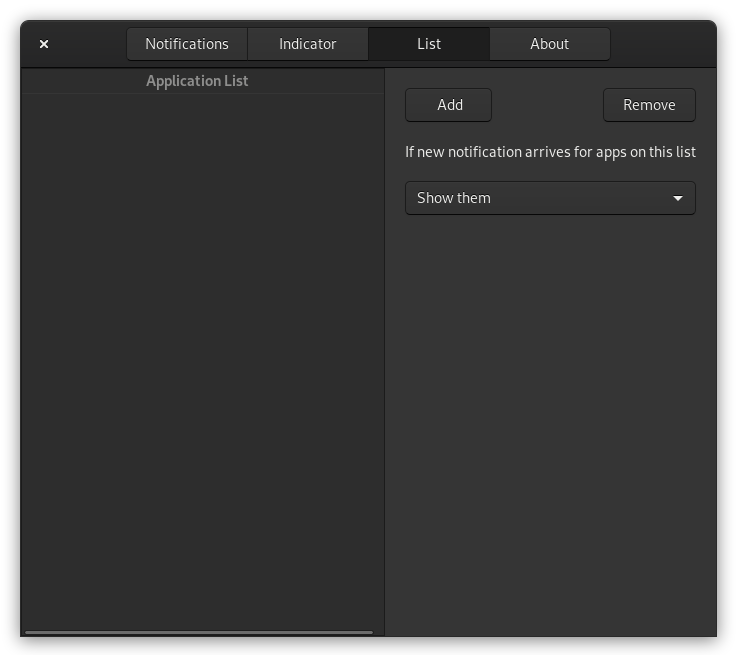 Notifications
Indicator
List
About
Application List
Add
Remove
If new notification arrives for apps on this list
Show them